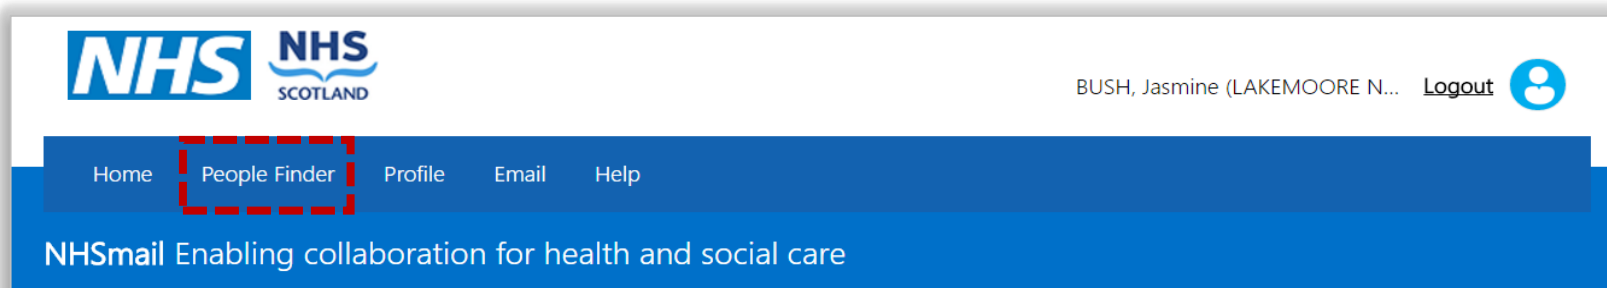 NHS
NHS
SCOTLAND
BUSH, Jasmine (LAKEMOORE N... Logout
Home People Finder Profile Email Help
NHSmail Enabling collaboration for health and social care